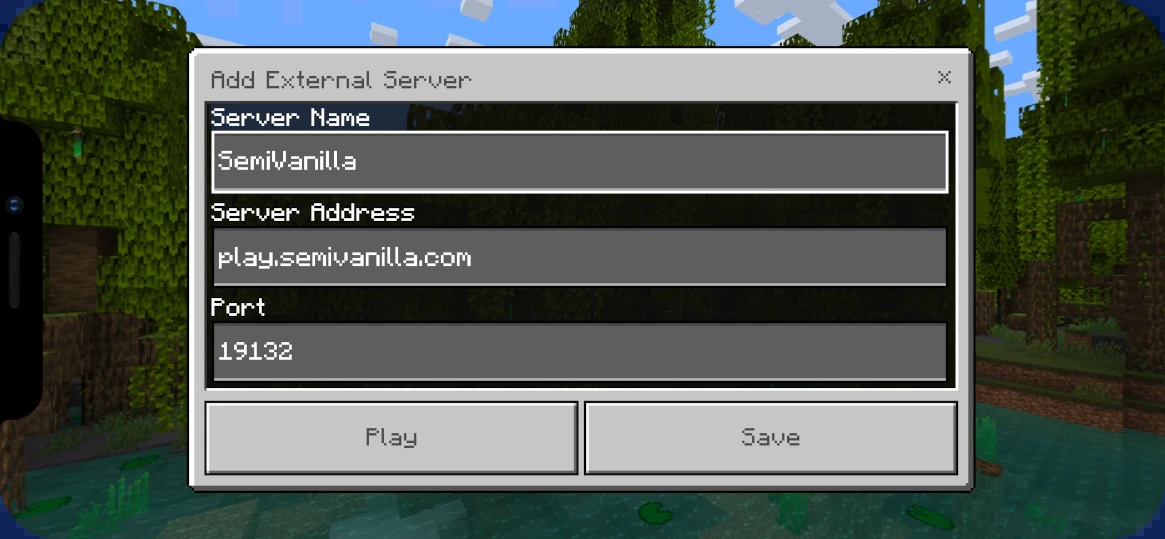 Add External Server
Server Name
SemiVanilla
Server Address
play.semivanilla.com
Port
19132
Play
Save